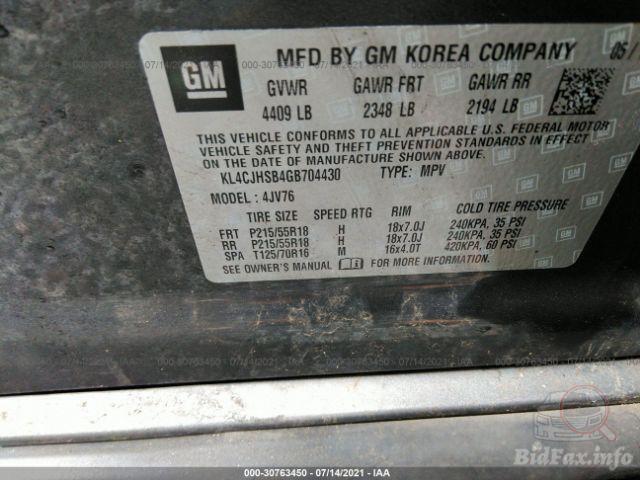 GM
MFD BY GM KOREA COMPANY 05/
GVWR GAWR FRT GAWR RR
4409 LB 2348 LB 2194 LB
THIS VEHICLE CONFORMS TO ALL APPLICABLE U.S. FEDERAL MOTOR
VEHICLE SAFETY AND THEFT PREVENTION STANDARDS IN EFFECT
ON THE DATE OF MANUFACTURE SHOWN ABOVE.
KL4CJHSB4GB704430 TYPE: MPV
MODEL: 4JV76
TIRE SIZE SPEED RTG RIM COLD TIRE PRESSURE
FRT P215/55R18 H 18x7.0J 240KPA, 35 PSI
RR P215/55R18 H 18x7.0J 240KPA, 35 PSI
SPA T125/70R16 M 16x4.0T 420KPA, 60 PSI
SEE OWNER'S MANUAL FOR MORE INFORMATION.
000-30763450 07/14/2021 - IAA
BidFax.info